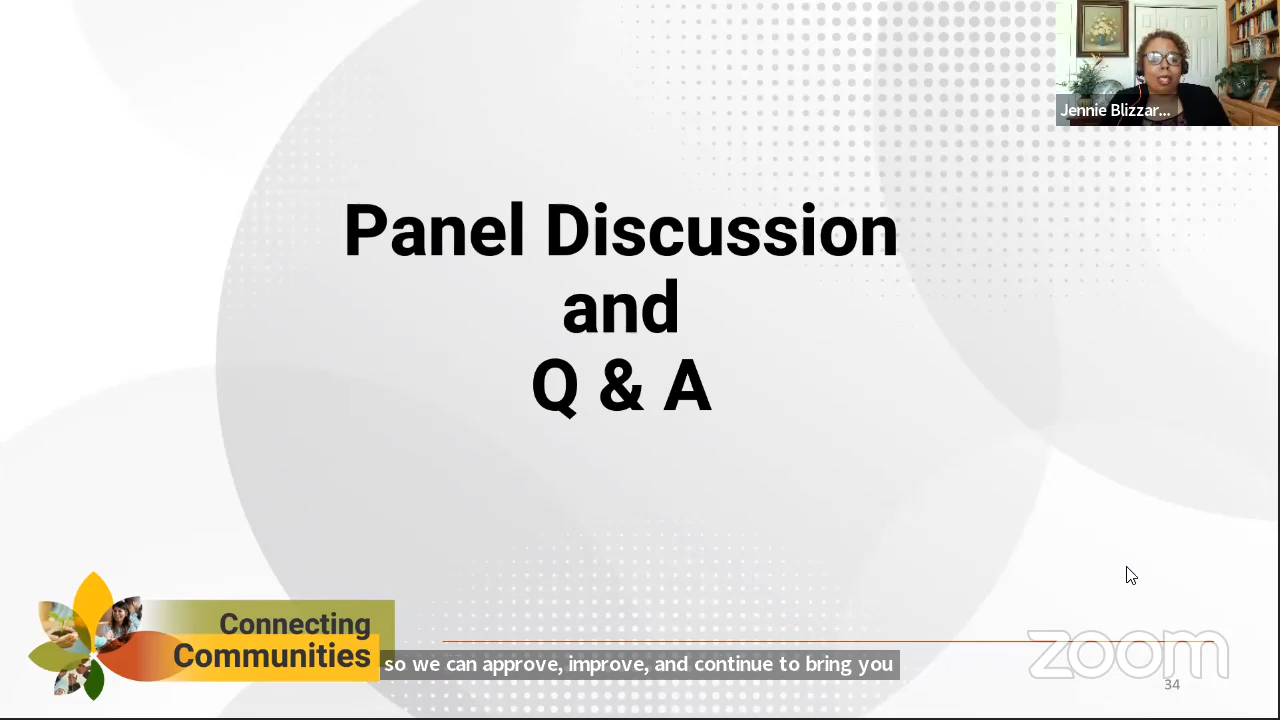 Jennie Blizzar...
Panel Discussion
and
Q & A
Connecting
Communities
so we can approve, improve, and continue to bring you
zoom
34